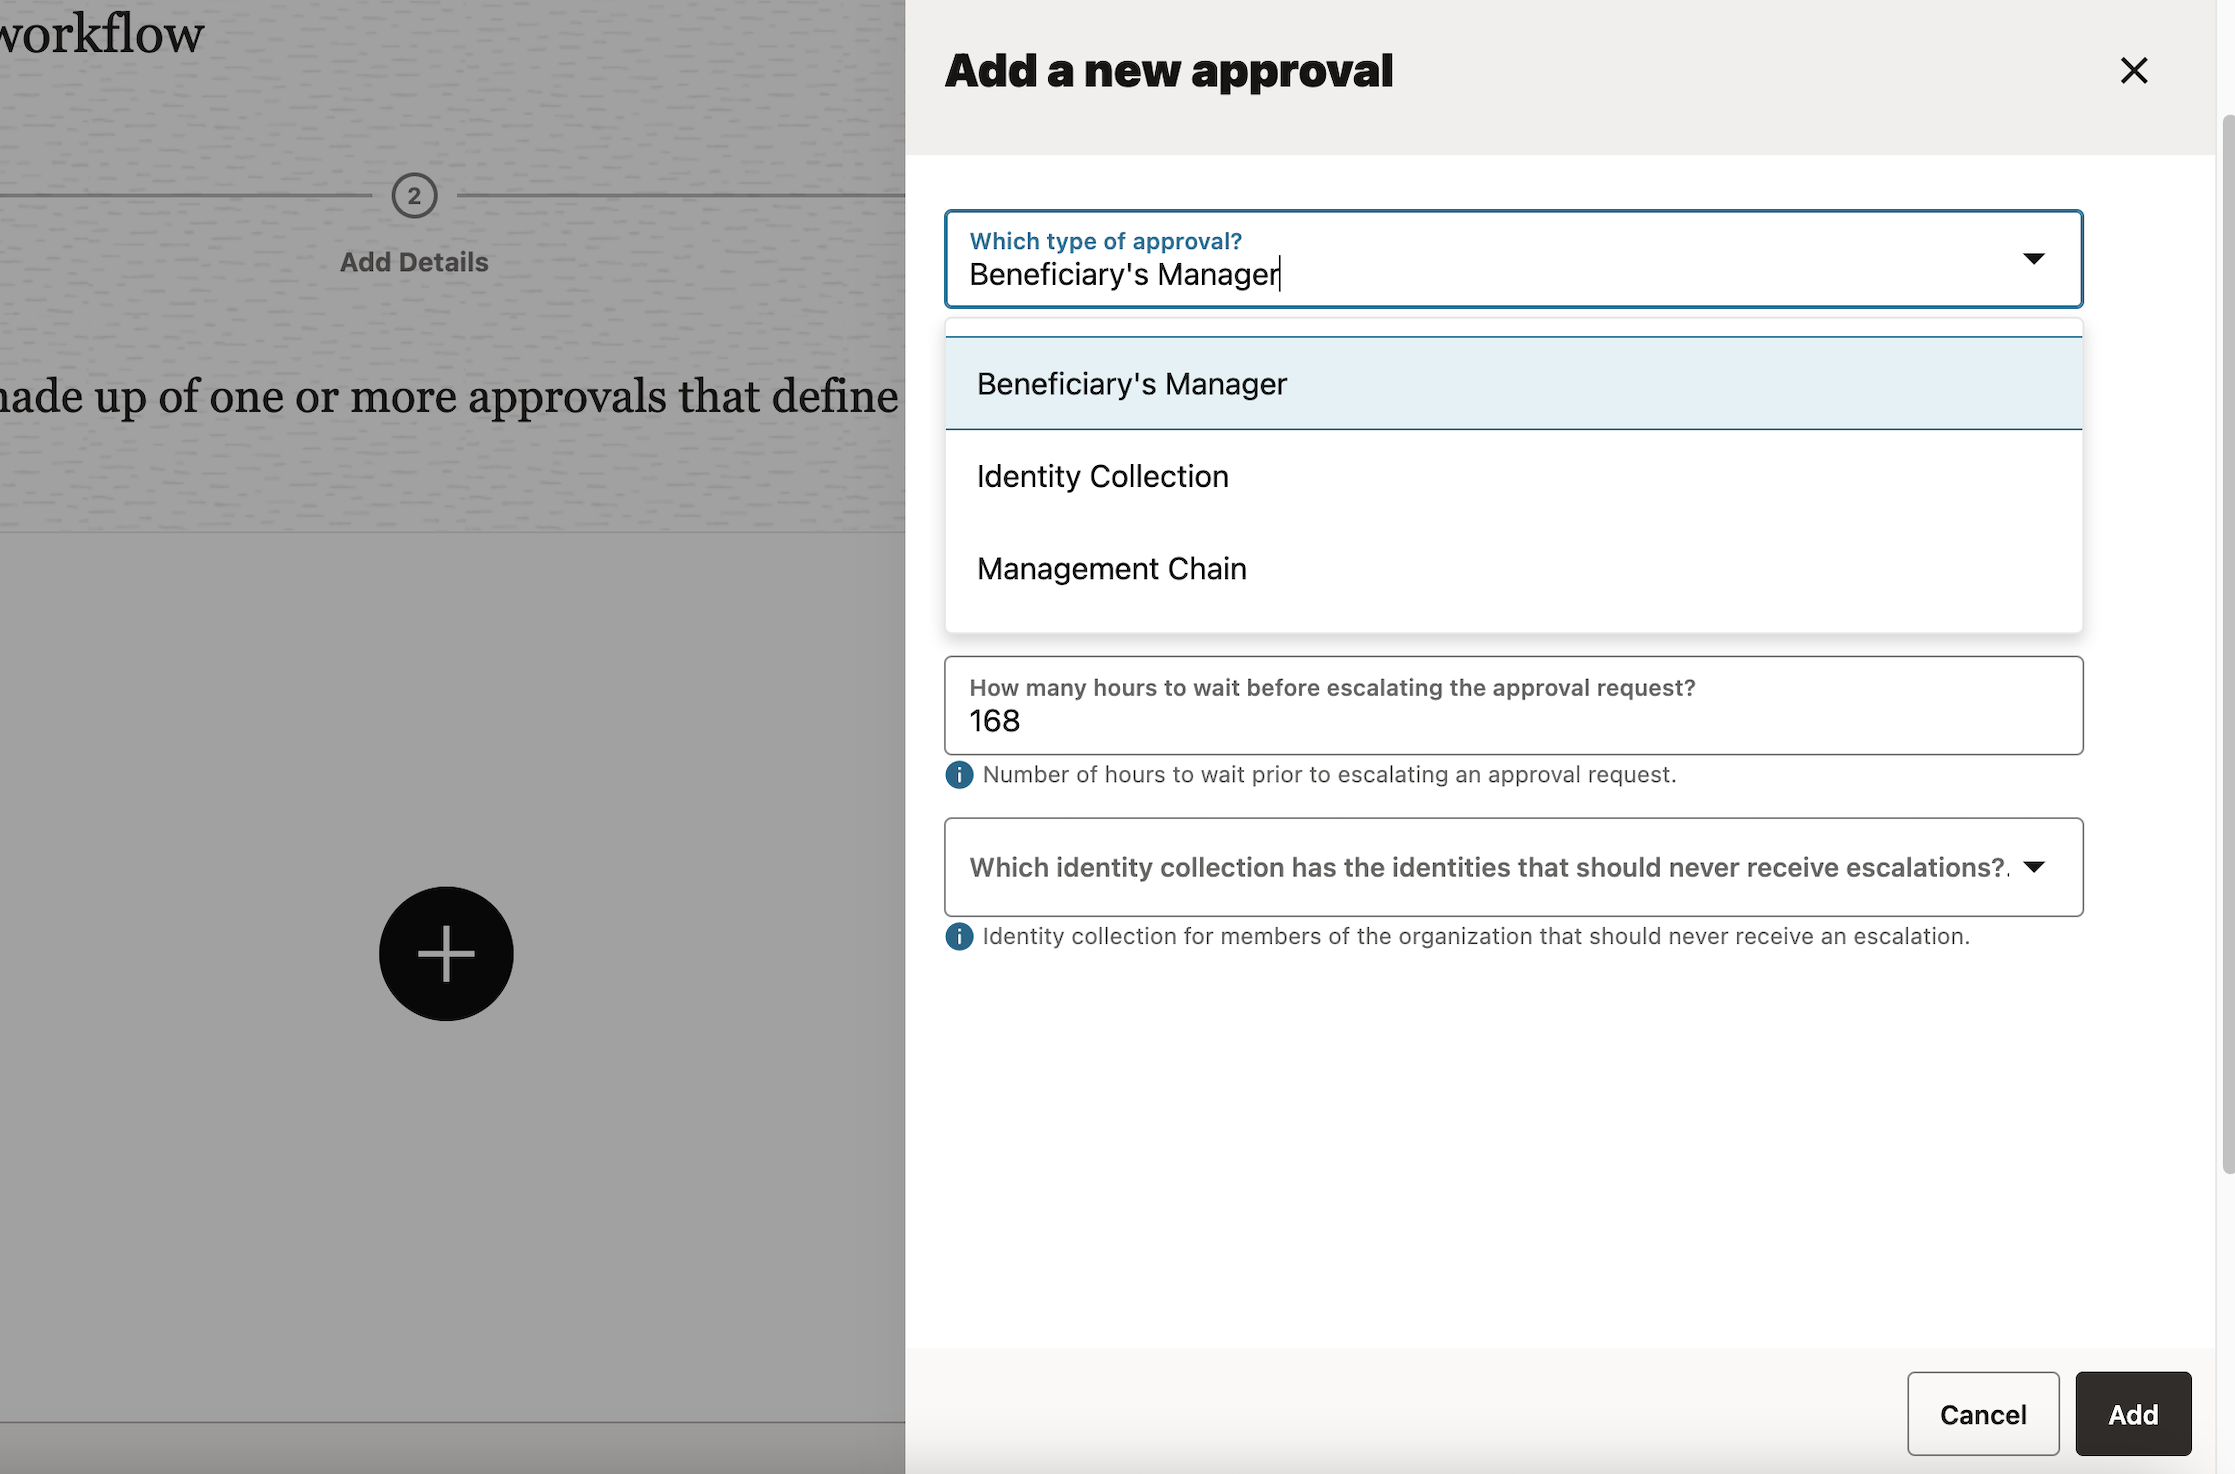 workflow
2
Add Details
made up of one or more approvals that define
Add a new approval
Which type of approval?
Beneficiary's Manager
Beneficiary's Manager
Identity Collection
Management Chain
How many hours to wait before escalating the approval request?
168
Number of hours to wait prior to escalating an approval request.
Which identity collection has the identities that should never receive escalations?.
Identity collection for members of the organization that should never receive an escalation.
Cancel
Add